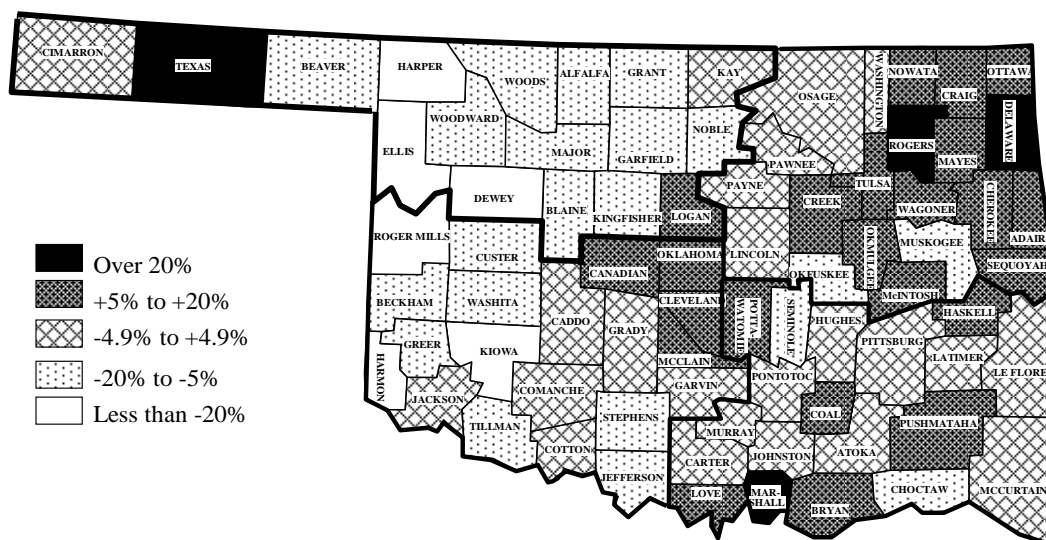 CIMARRON
TEXAS
BEAVER
HARPER
WOODS
ALFALFA
GRANT
KAY
OSAGE
WASHINGTON
NOWATA
CRAIG
OTTAWA
DELAWARE
WOODWARD
ELLIS
MAJOR
GARFIELD
NOBLE
PAWNEE
ROGERS
MAYES
DEWEY
BLAINE
KINGFISHER
LOGAN
PAYNE
CREEK
TULSA
WAGONER
CHEROKEE
ADAIR
ROGER MILLS
CUSTER
CANADIAN
OKLAHOMA
LINCOLN
OKFUSKEE
OKMULGEE
MUSKOGEE
SEQUOYAH
BECKHAM
WASHITA
CADDO
GRADY
CLEVELAND
POTTA-
WATOMIE
SEMINOLE
HUGHES
McINTOSH
HASKELL
PITTSBURG
LATIMER
LE FLORE
HARMON
GREER
KIOWA
JACKSON
COMANCHE
MCCLAIN
GARVIN
PONTOTOC
COAL
PUSHMATAHA
TILLMAN
COTTON
STEPHENS
JEFFERSON
MURRAY
CARTER
JOHNSTON
ATOKA
LOVE
MAR-
SHALL
BRYAN
CHOCTAW
MCCURTAIN
Over 20%
+5% to +20%
-4.9% to +4.9%
-20% to -5%
Less than -20%